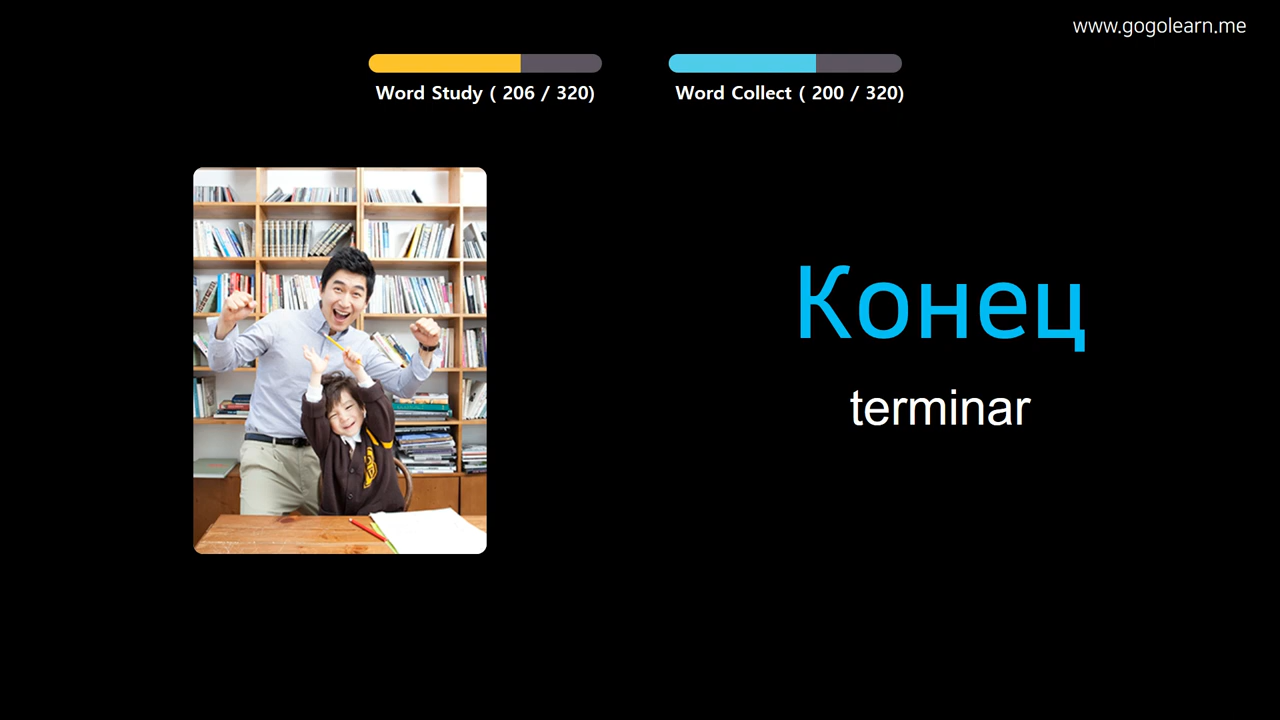 www.gogolearn.me
Word Study ( 206 / 320)
Word Collect ( 200 / 320)
Конец
terminar